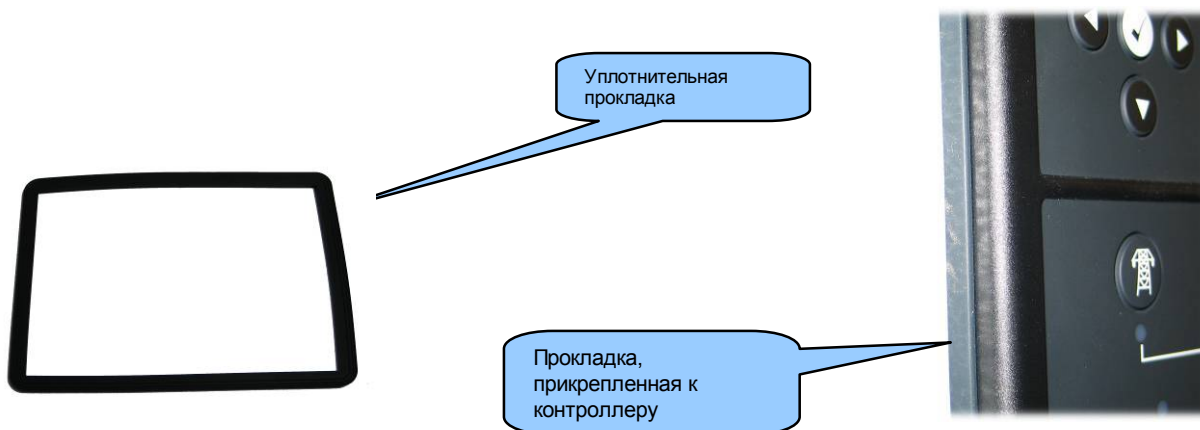 Уплотнительная
прокладка
Прокладка,
прикрепленная к
контроллеру